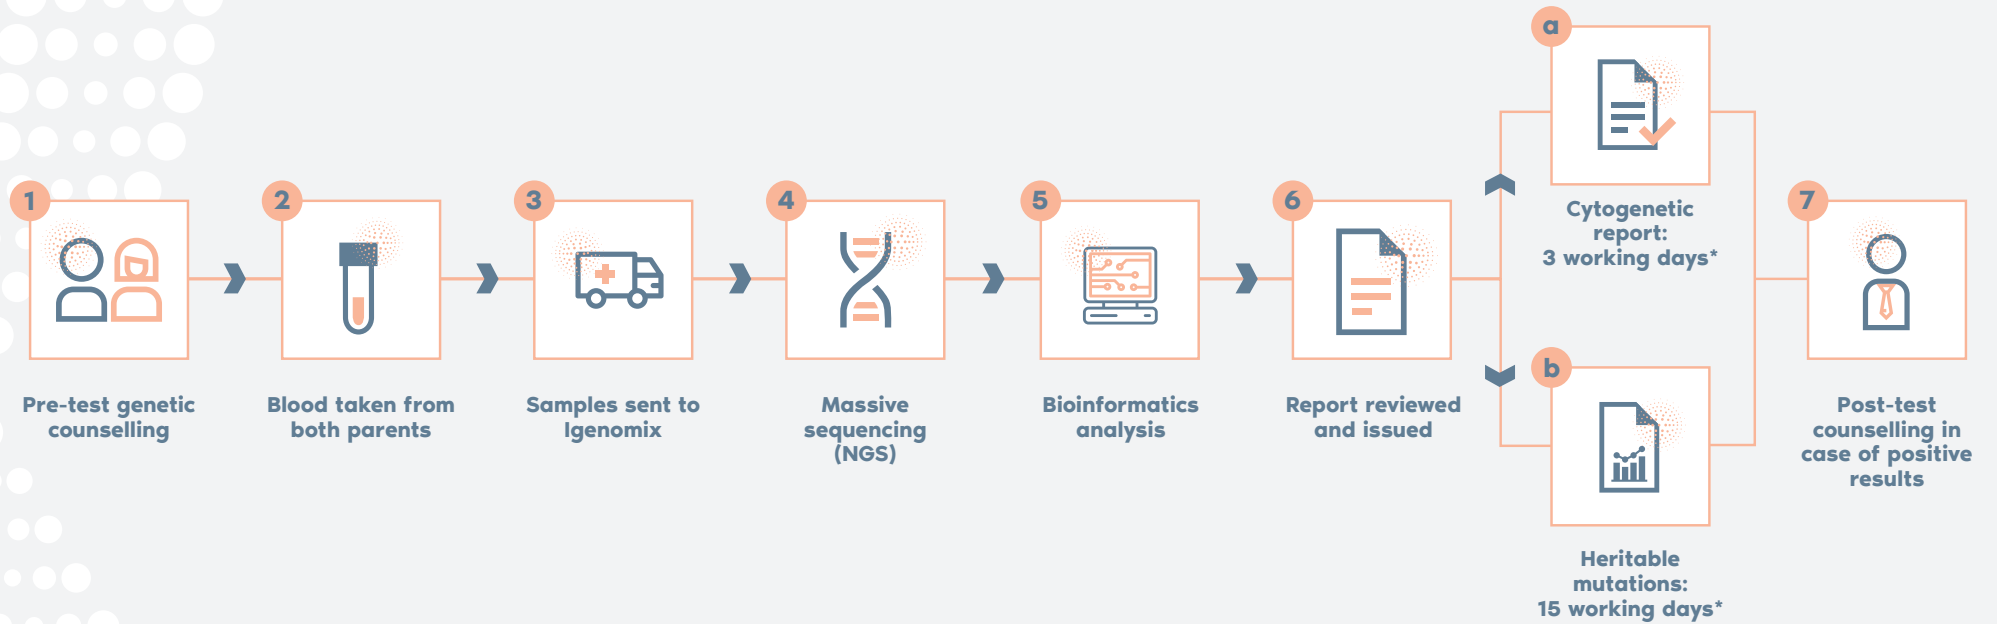 1
Pre-test genetic
counselling
2
Blood taken from
both parents
3
Samples sent to
Igenomix
4
Massive
sequencing
(NGS)
5
Bioinformatics
analysis
6
Report reviewed
and issued
a
Cytogenetic
report:
3 working days*
b
Heritable
mutations:
15 working days*
7
Post-test
counselling in
case of positive
results